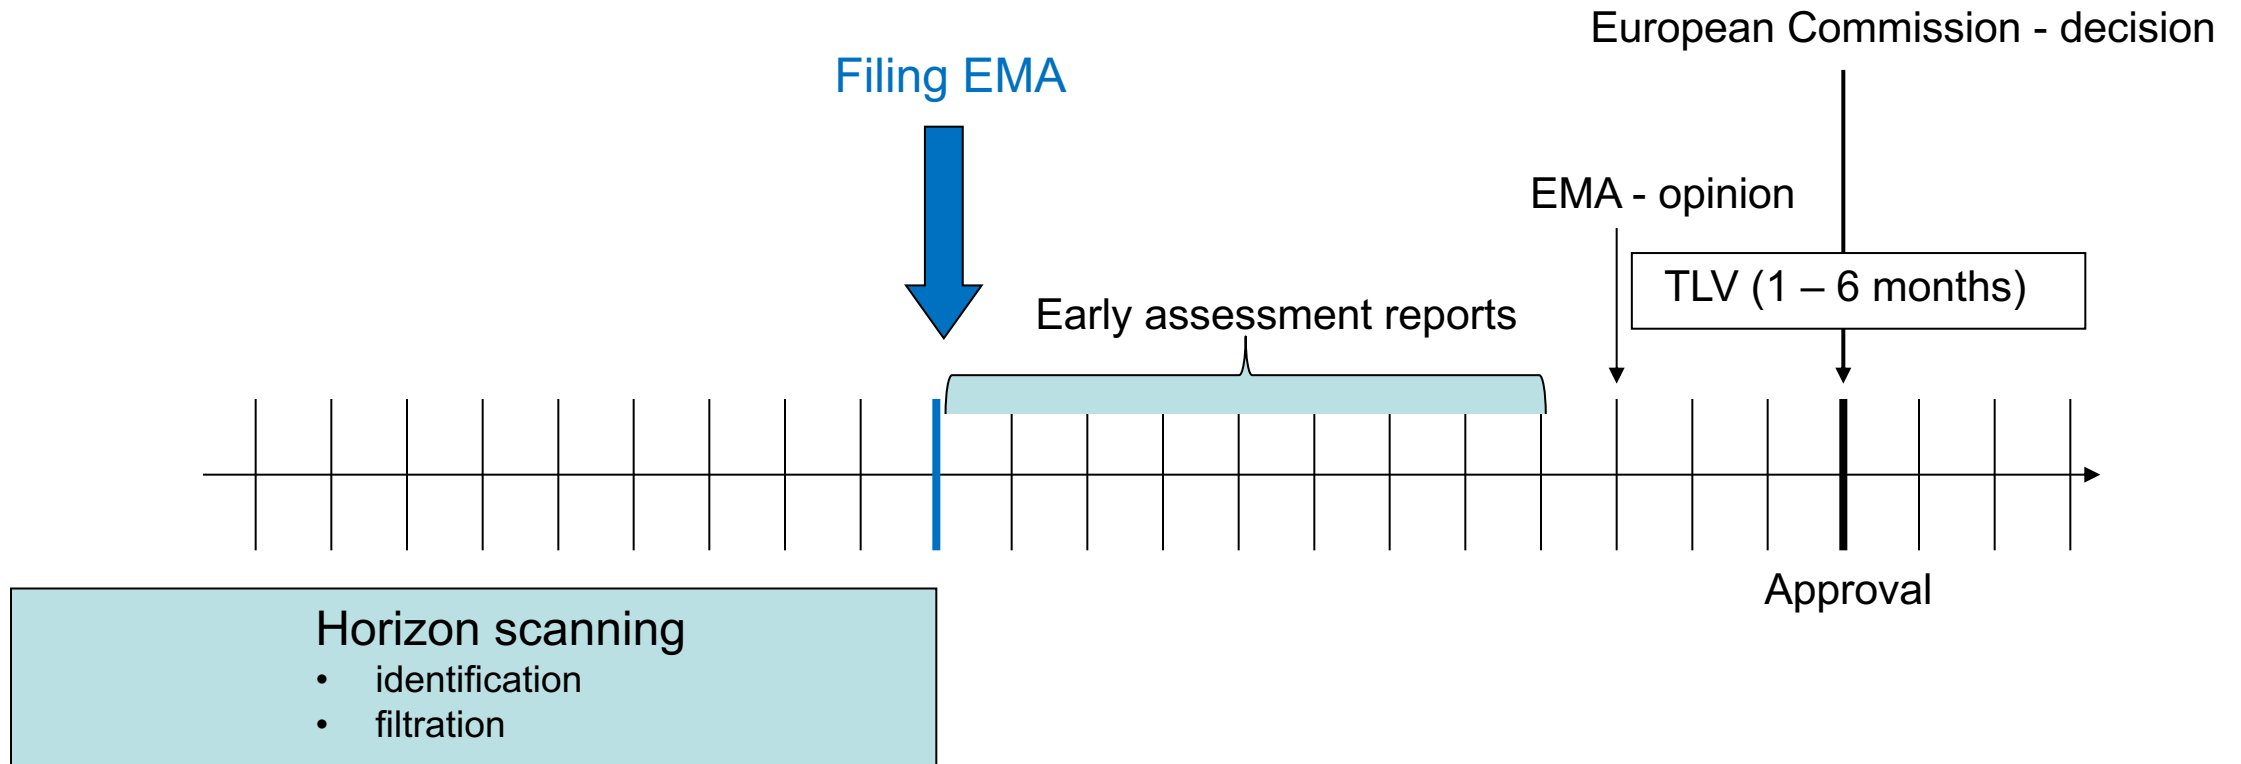 European Commission - decision
Filing EMA
EMA - opinion
TLV (1 – 6 months)
Early assessment reports
Approval
Horizon scanning
• identification
• filtration